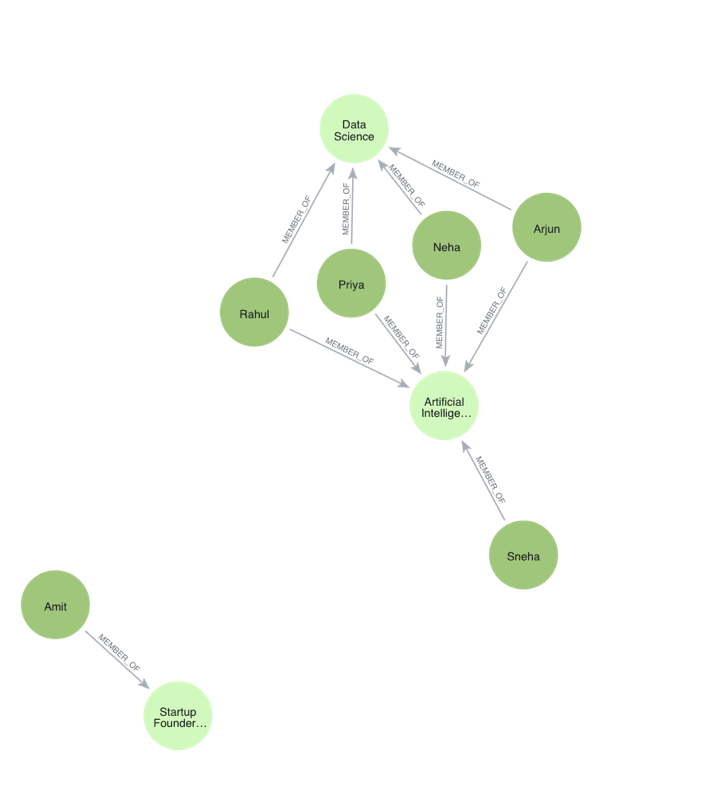 Data
Science
MEMBER_OF
MEMBER_OF
MEMBER_OF
MEMBER_OF
Neha
Arjun
Priya
Rahul
MEMBER_OF
MEMBER_OF
MEMBER_OF
MEMBER_OF
Artificial
Intellige…
MEMBER_OF
Sneha
Amit
MEMBER_OF
Startup
Founder…